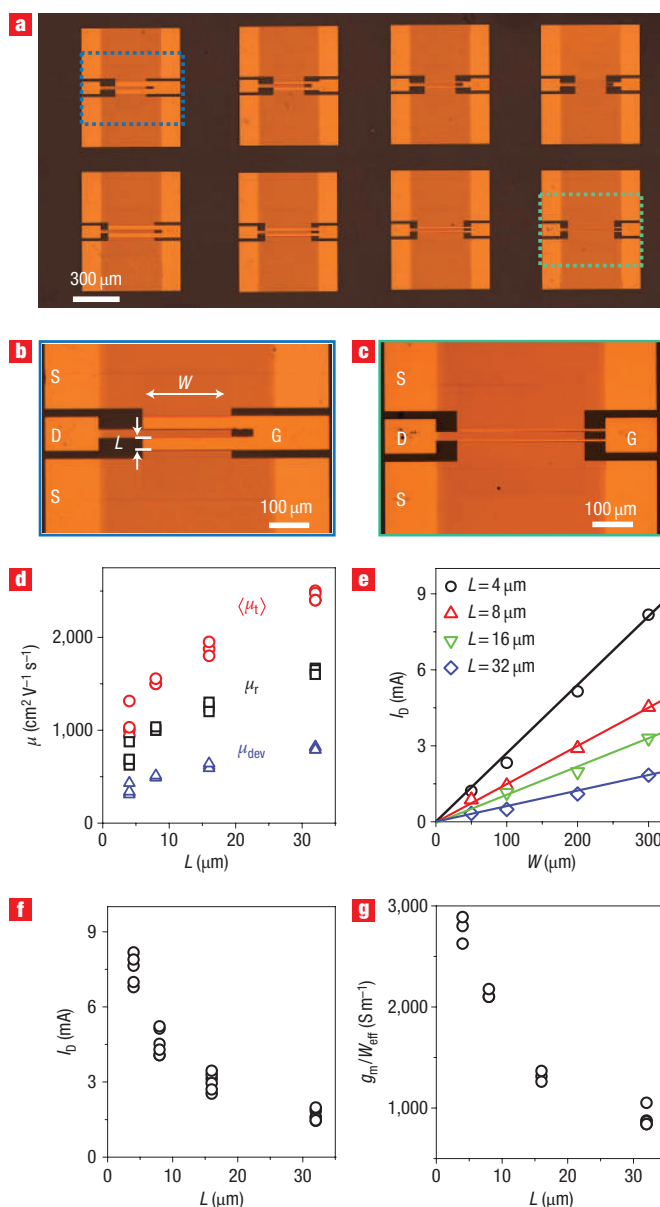 a
300 μm
b
S
W
D
L
G
S
100 μm
c
S
D
G
S
100 μm
d
⟨μt⟩
μr
μdev
2,000
1,000
0
μ (cm² V⁻¹ s⁻¹)
0 10 20 30
L (μm)
e
L = 4 μm
L = 8 μm
L = 16 μm
L = 32 μm
9
6
3
0
ID (mA)
0 100 200 300
W (μm)
f
9
6
3
0
ID (mA)
0 10 20 30
L (μm)
g
3,000
2,000
1,000
gm/Weff (S m⁻¹)
0 10 20 30
L (μm)